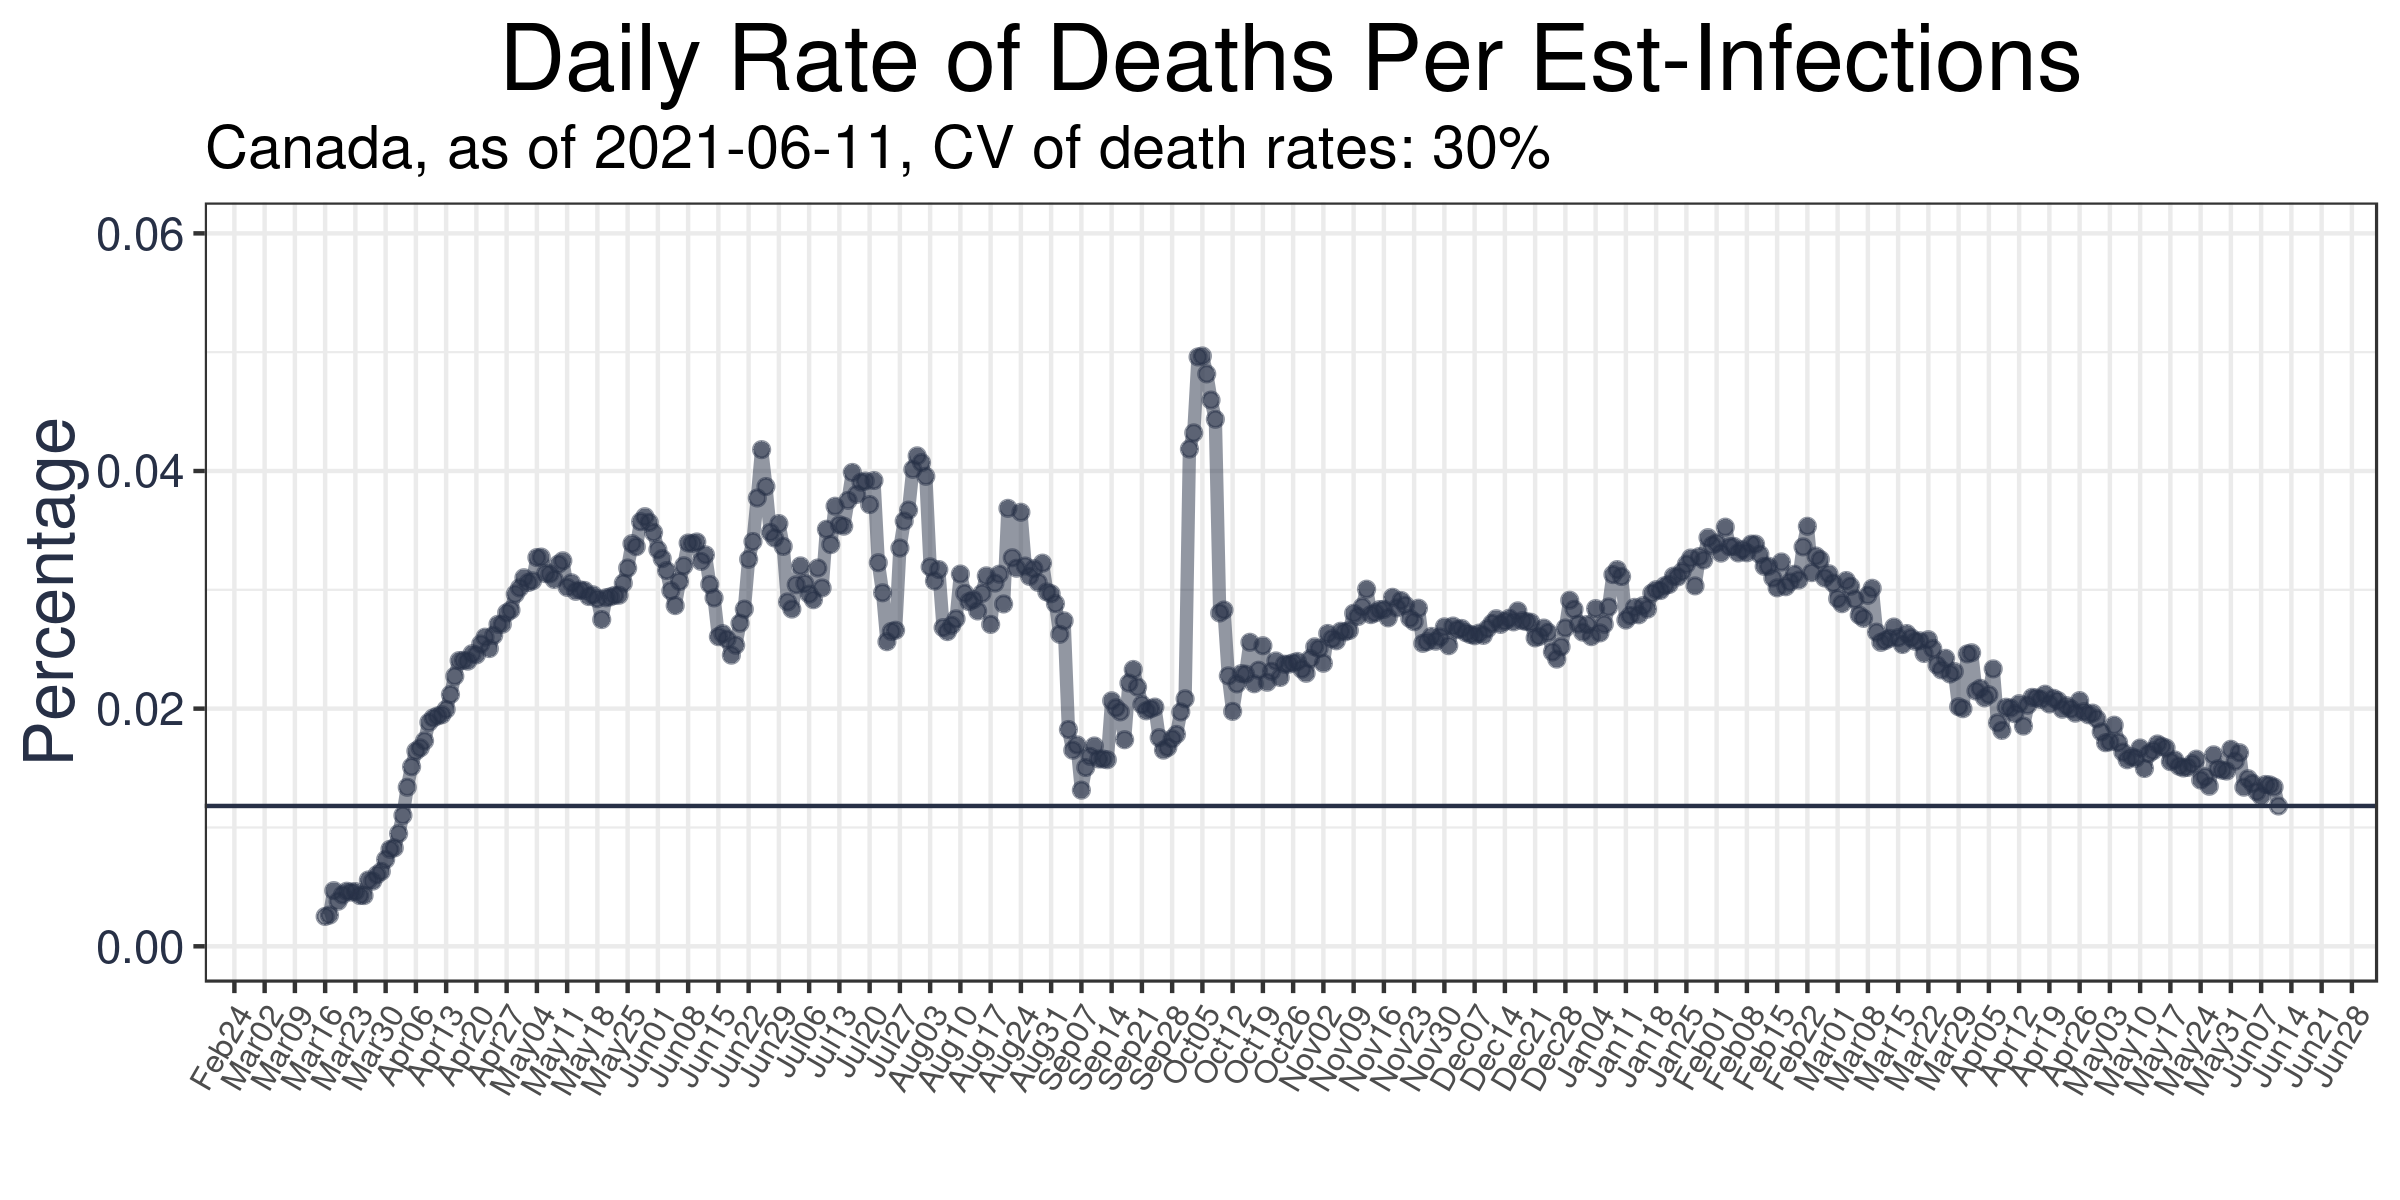 Daily Rate of Deaths Per Est-Infections
Canada, as of 2021-06-11, CV of death rates: 30%
Percentage
0.06
0.04
0.02
0.00
Feb24
Mar02
Mar09
Mar16
Mar23
Mar30
Apr06
Apr13
Apr20
Apr27
May04
May11
May18
May25
Jun01
Jun08
Jun15
Jun22
Jun29
Jul06
Jul13
Jul20
Jul27
Aug03
Aug10
Aug17
Aug24
Aug31
Sep07
Sep14
Sep21
Sep28
Oct05
Oct12
Oct19
Oct26
Nov02
Nov09
Nov16
Nov23
Nov30
Dec07
Dec14
Dec21
Dec28
Jan04
Jan11
Jan18
Jan25
Feb01
Feb08
Feb15
Feb22
Mar01
Mar08
Mar15
Mar22
Mar29
Apr05
Apr12
Apr19
Apr26
May03
May10
May17
May24
May31
Jun07
Jun14
Jun21
Jun28